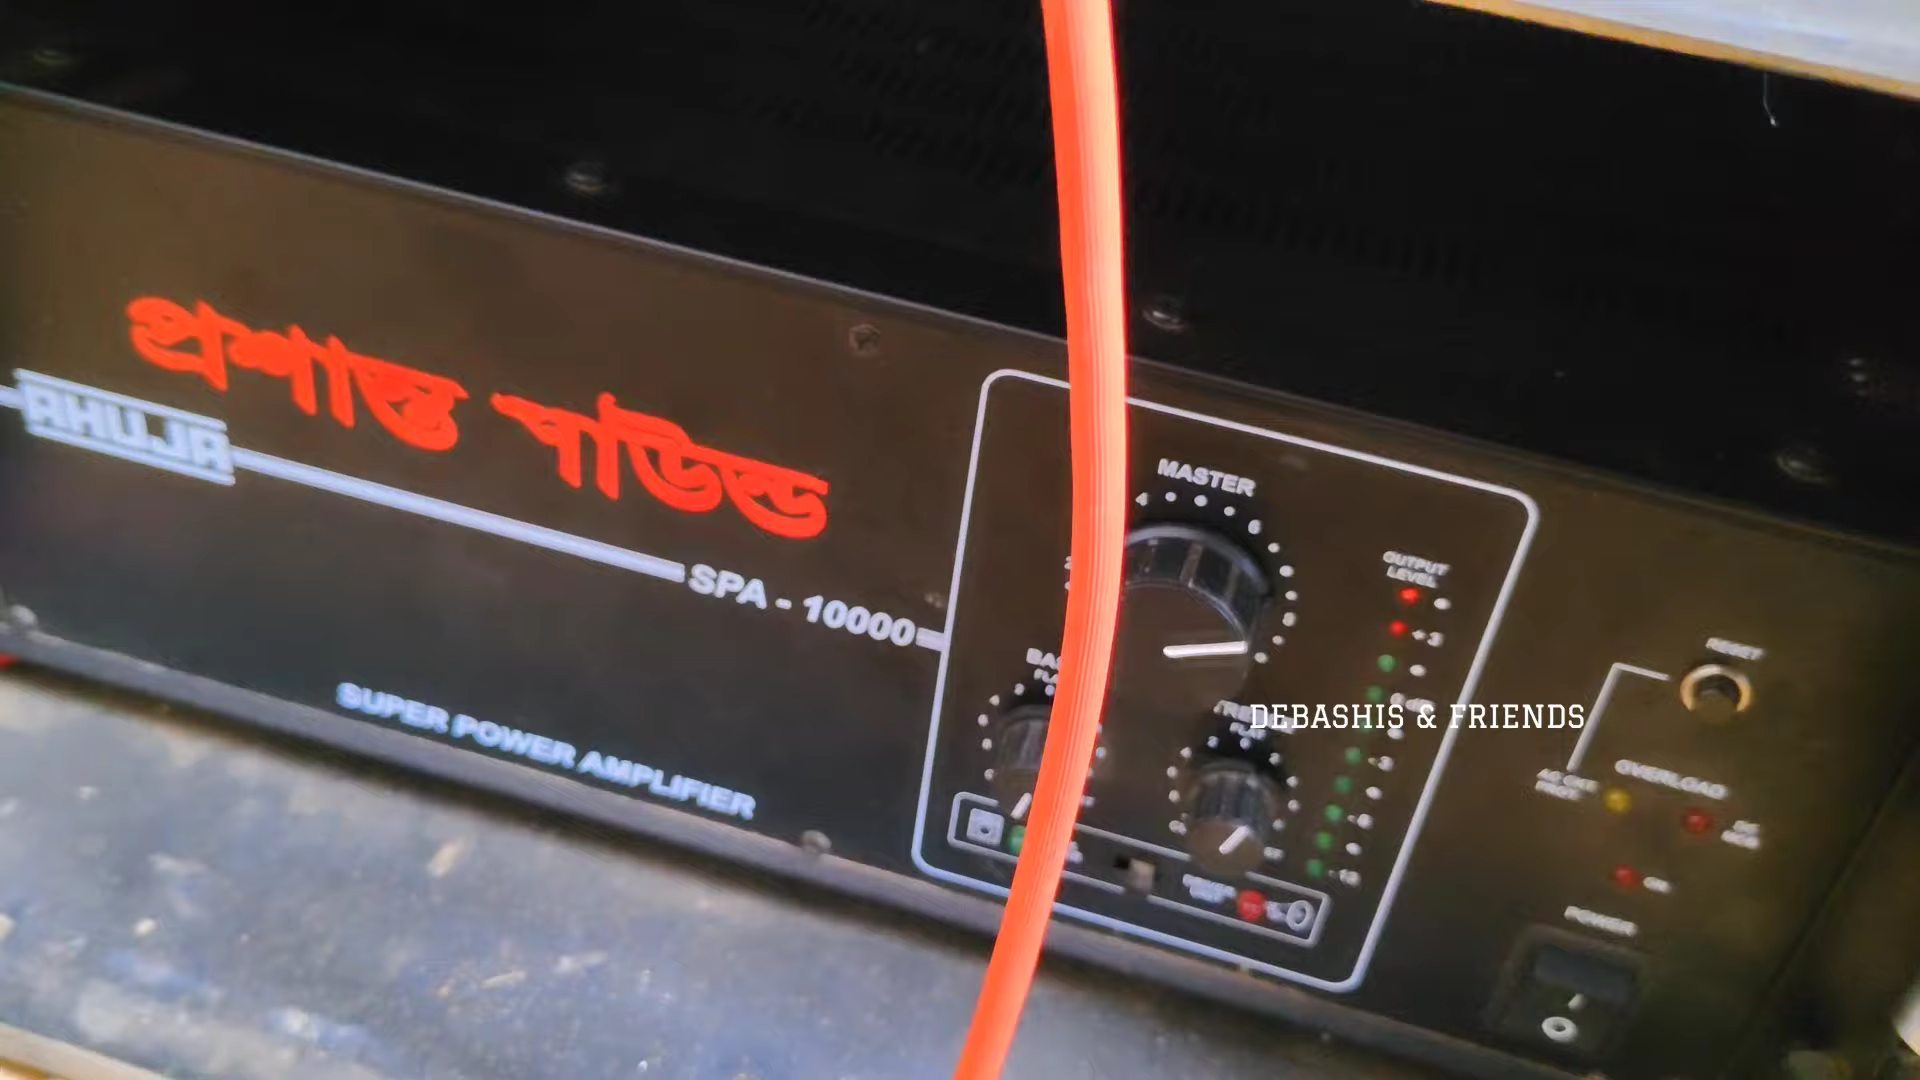 প্রশান্ত সাউন্ড
AHUJA
SPA - 10000
SUPER POWER AMPLIFIER
MASTER
OUTPUT
LEVEL
RESET
DEBASHIS & FRIENDS
OVERLOAD
POWER